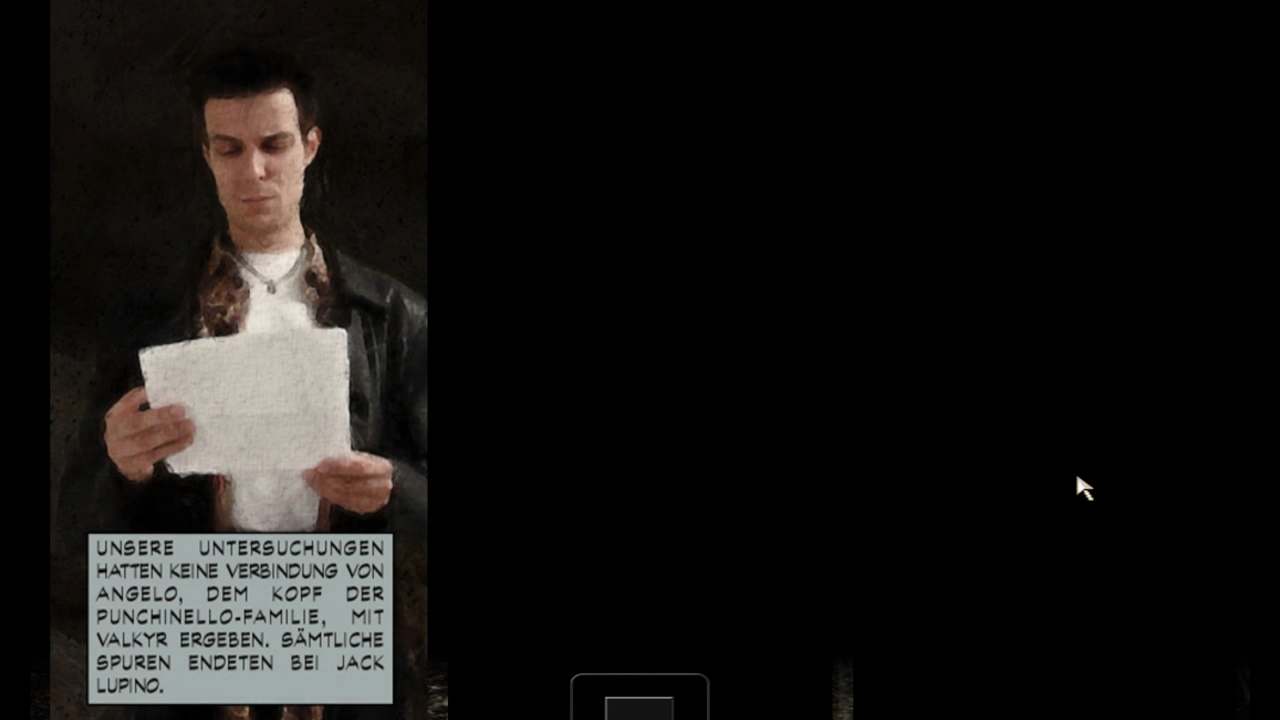 UNSERE UNTERSUCHUNGEN
HATTEN KEINE VERBINDUNG VON
ANGELO, DEM KOPF DER
PUNCHINELLO-FAMILIE, MIT
VALKYR ERGEBEN. SÄMTLICHE
SPUREN ENDETEN BEI JACK
LUPINO.